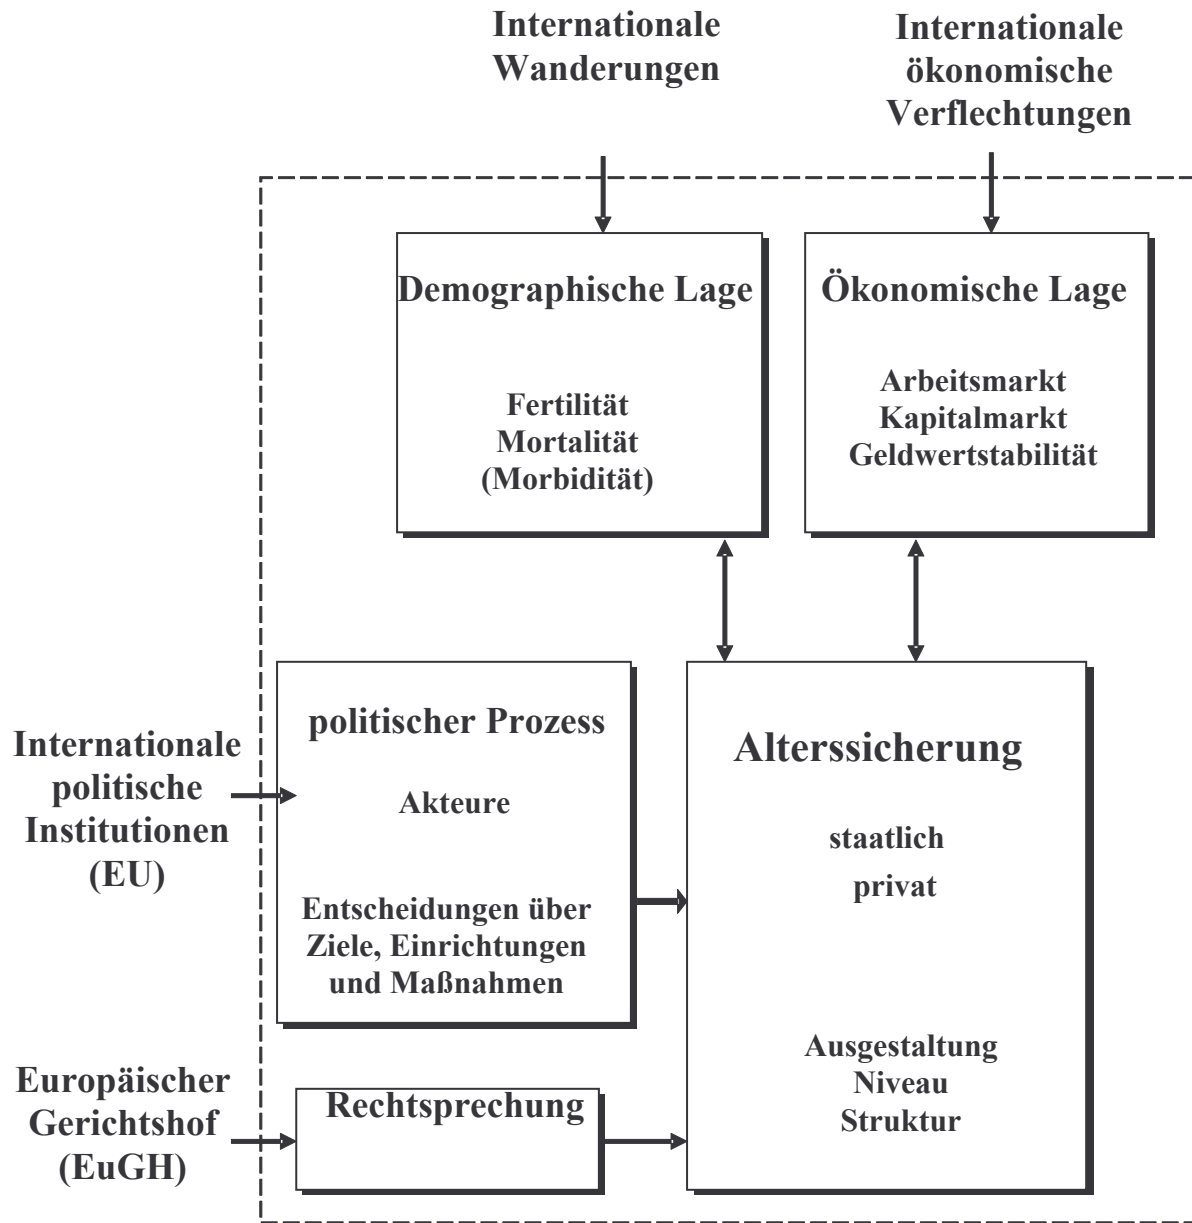 Internationale
Wanderungen
Internationale
ökonomische
Verflechtungen
Demographische Lage
Fertilität
Mortalität
(Morbidität)
Ökonomische Lage
Arbeitsmarkt
Kapitalmarkt
Geldwertstabilität
Internationale
politische
Institutionen
(EU)
politischer Prozess
Akteure
Entscheidungen über
Ziele, Einrichtungen
und Maßnahmen
Alterssicherung
staatlich
privat
Ausgestaltung
Niveau
Struktur
Europäischer
Gerichtshof
(EuGH)
Rechtsprechung